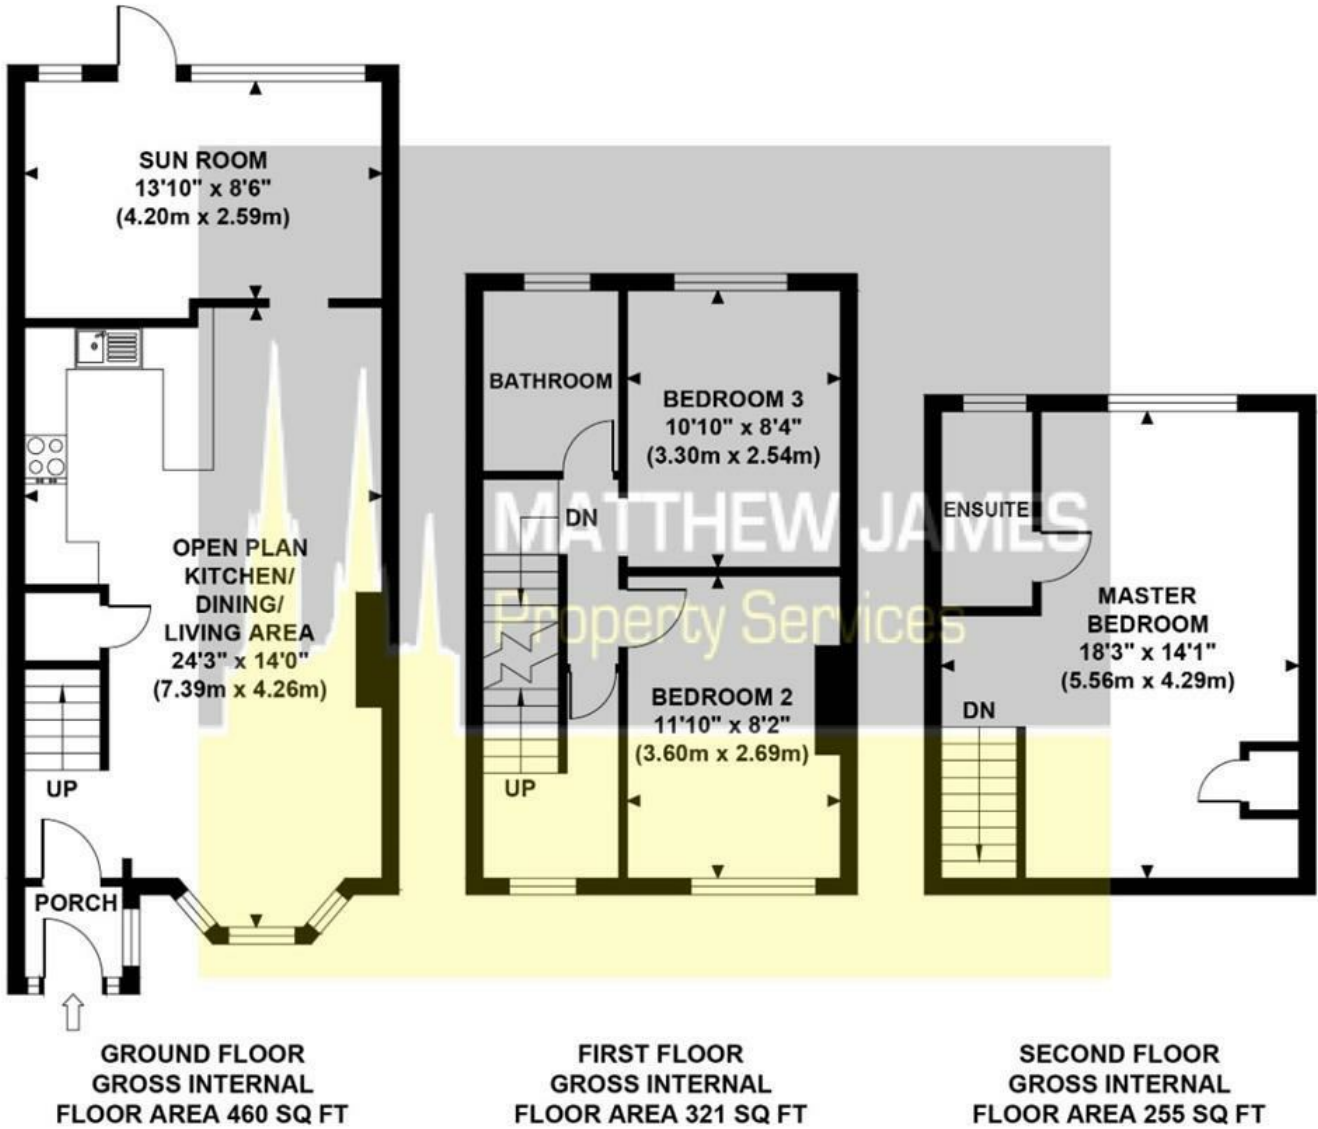 SUN ROOM
13'10" x 8'6"
(4.20m x 2.59m)
OPEN PLAN
KITCHEN/
DINING/
LIVING AREA
24'3" x 14'0"
(7.39m x 4.26m)
UP
PORCH
GROUND FLOOR
GROSS INTERNAL
FLOOR AREA 460 SQ FT
BATHROOM
BEDROOM 3
10'10" x 8'4"
(3.30m x 2.54m)
DN
BEDROOM 2
11'10" x 8'2"
(3.60m x 2.69m)
UP
FIRST FLOOR
GROSS INTERNAL
FLOOR AREA 321 SQ FT
ENSUITE
MASTER
BEDROOM
18'3" x 14'1"
(5.56m x 4.29m)
DN
SECOND FLOOR
GROSS INTERNAL
FLOOR AREA 255 SQ FT
MATTHEW JAMES
Property Services